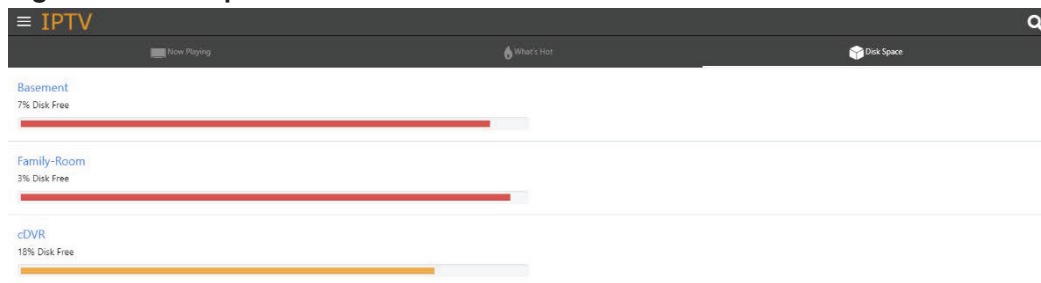 IPTV
Now Playing What's Hot Disk Space
Basement
7% Disk Free
Family-Room
3% Disk Free
cDVR
18% Disk Free